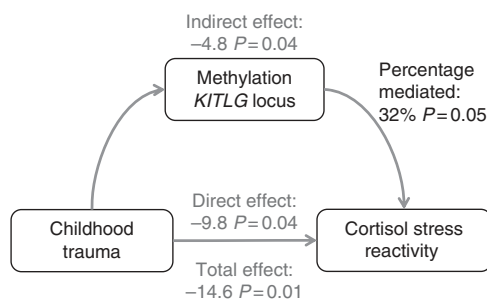 Indirect effect:
–4.8 P = 0.04
Methylation
KITLG locus
Percentage
mediated:
32% P = 0.05
Direct effect:
–9.8 P = 0.04
Childhood
trauma
Cortisol stress
reactivity
Total effect:
–14.6 P = 0.01